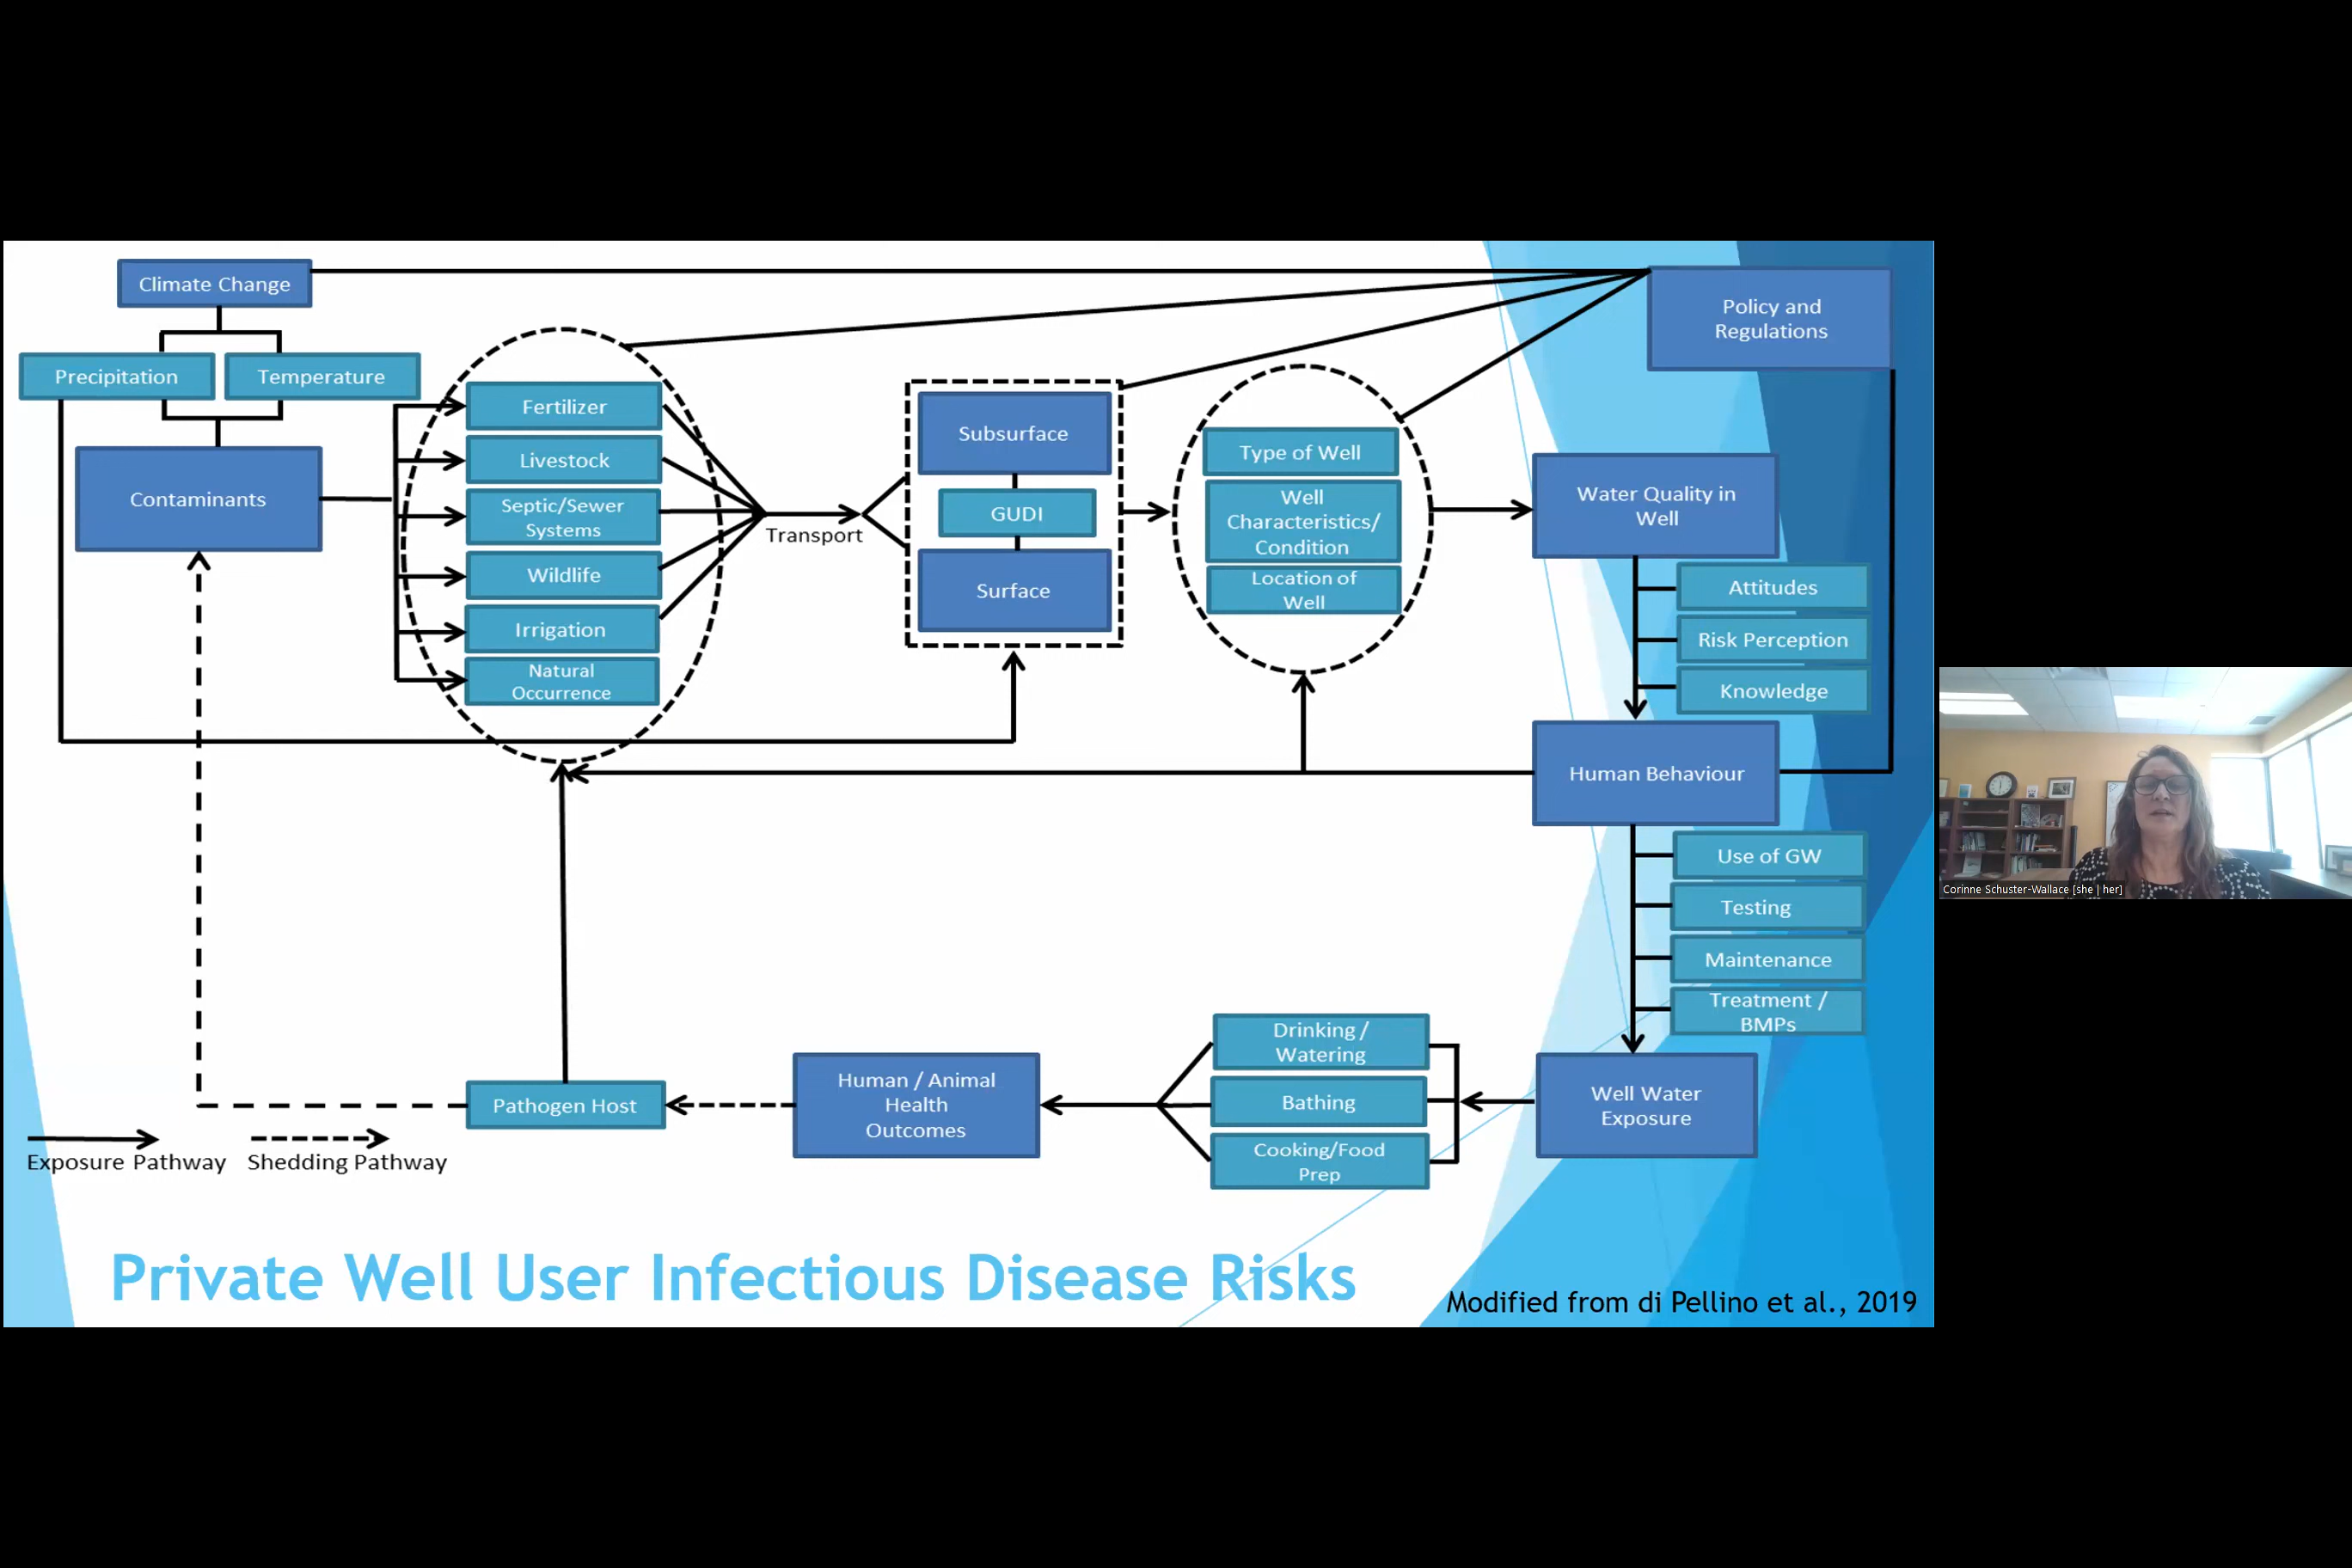 Climate Change
Policy and
Regulations
Precipitation
Temperature
Contaminants
Fertilizer
Livestock
Septic/Sewer
Systems
Wildlife
Irrigation
Natural
Occurrence
Transport
Subsurface
GUDI
Surface
Type of Well
Well
Characteristics/
Condition
Location of
Well
Water Quality in
Well
Attitudes
Risk Perception
Knowledge
Human Behaviour
Use of GW
Testing
Maintenance
Treatment /
BMPs
Well Water
Exposure
Drinking /
Watering
Bathing
Cooking/Food
Prep
Human / Animal
Health
Outcomes
Pathogen Host
Exposure Pathway
Shedding Pathway
Private Well User Infectious Disease Risks
Modified from di Pellino et al., 2019
Corinne Schuster-Wallace [she | her]